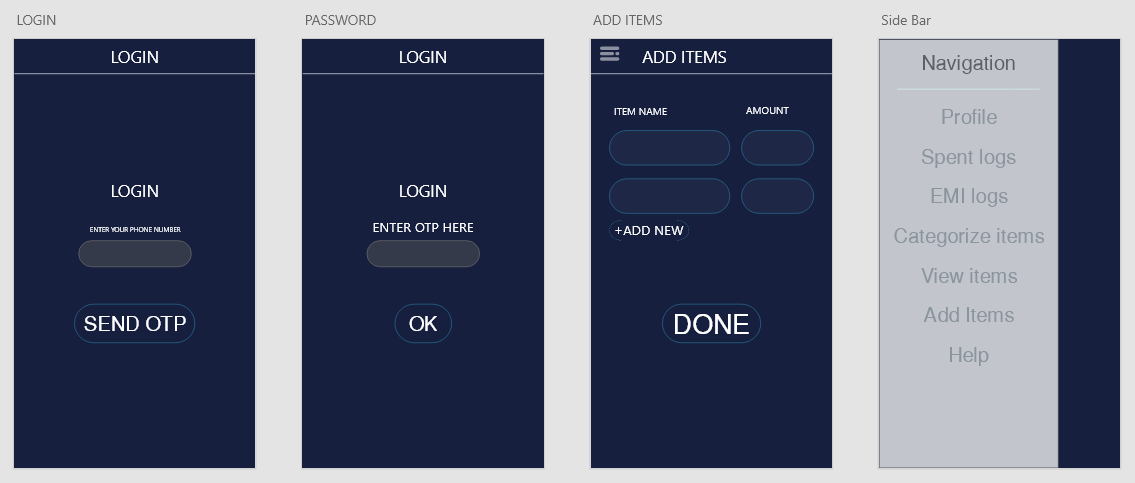 LOGIN
LOGIN
LOGIN
ENTER YOUR PHONE NUMBER
SEND OTP
PASSWORD
LOGIN
LOGIN
ENTER OTP HERE
OK
ADD ITEMS
ADD ITEMS
ITEM NAME
AMOUNT
+ADD NEW
DONE
Side Bar
Navigation
Profile
Spent logs
EMI logs
Categorize items
View items
Add Items
Help